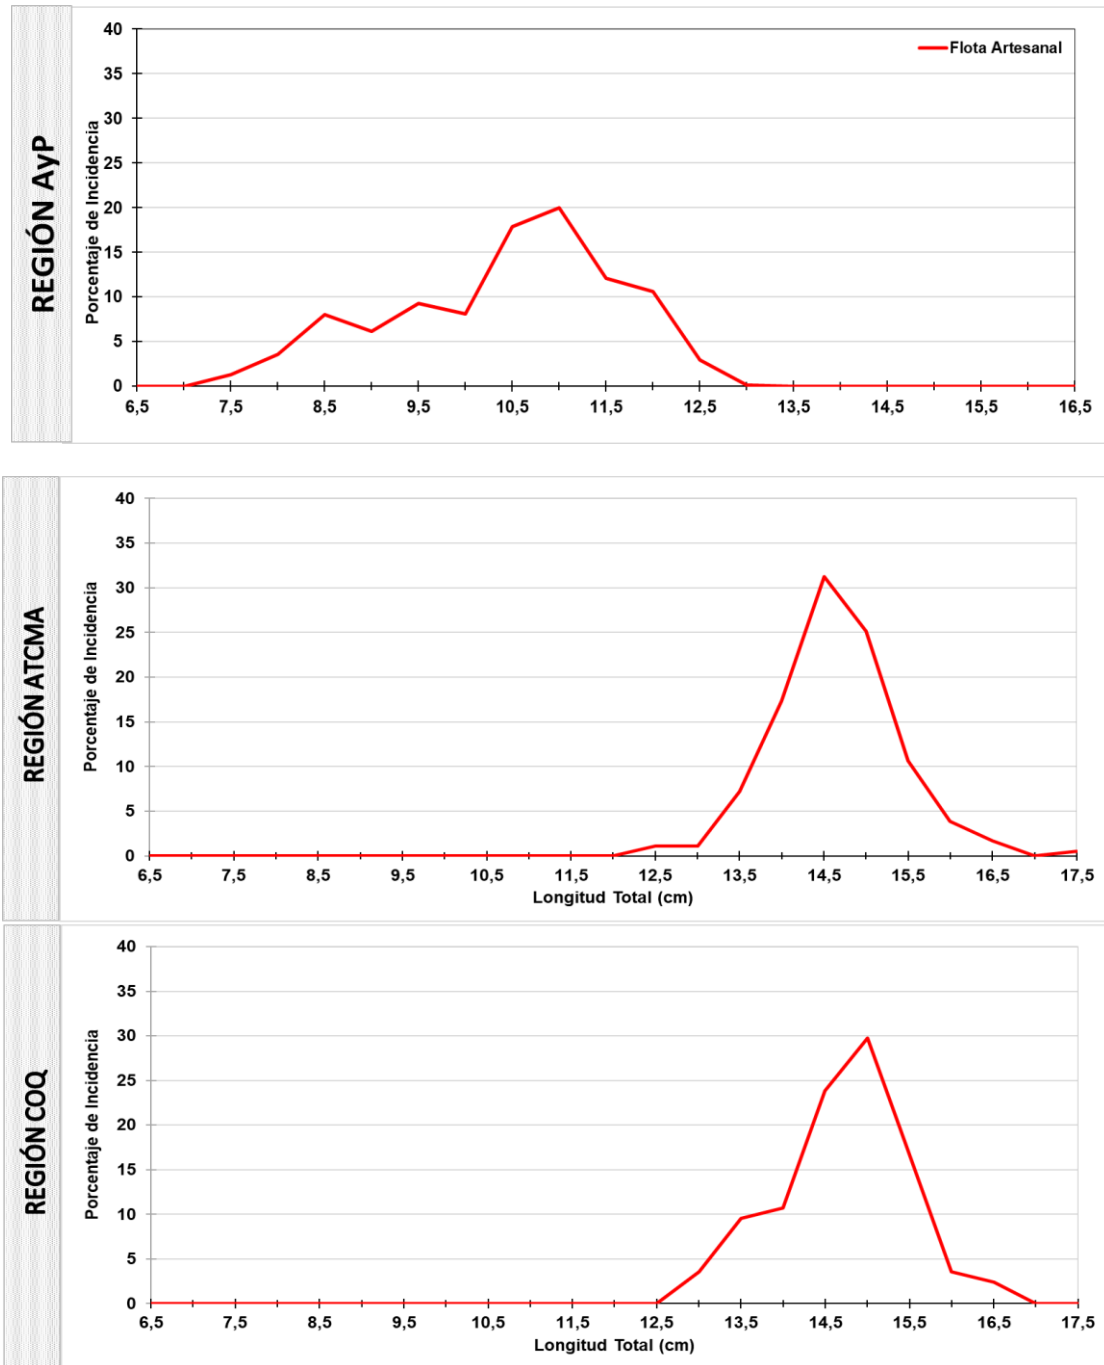 REGIÓN AyP
Porcentaje de Incidencia
40
35
30
25
20
15
10
5
0
Flota Artesanal
6,5 7,5 8,5 9,5 10,5 11,5 12,5 13,5 14,5 15,5 16,5
REGIÓN ATCMA
Porcentaje de Incidencia
40
35
30
25
20
15
10
5
0
6,5 7,5 8,5 9,5 10,5 11,5 12,5 13,5 14,5 15,5 16,5 17,5
Longitud Total (cm)
REGIÓN COQ
Porcentaje de Incidencia
40
35
30
25
20
15
10
5
0
6,5 7,5 8,5 9,5 10,5 11,5 12,5 13,5 14,5 15,5 16,5 17,5
Longitud Total (cm)